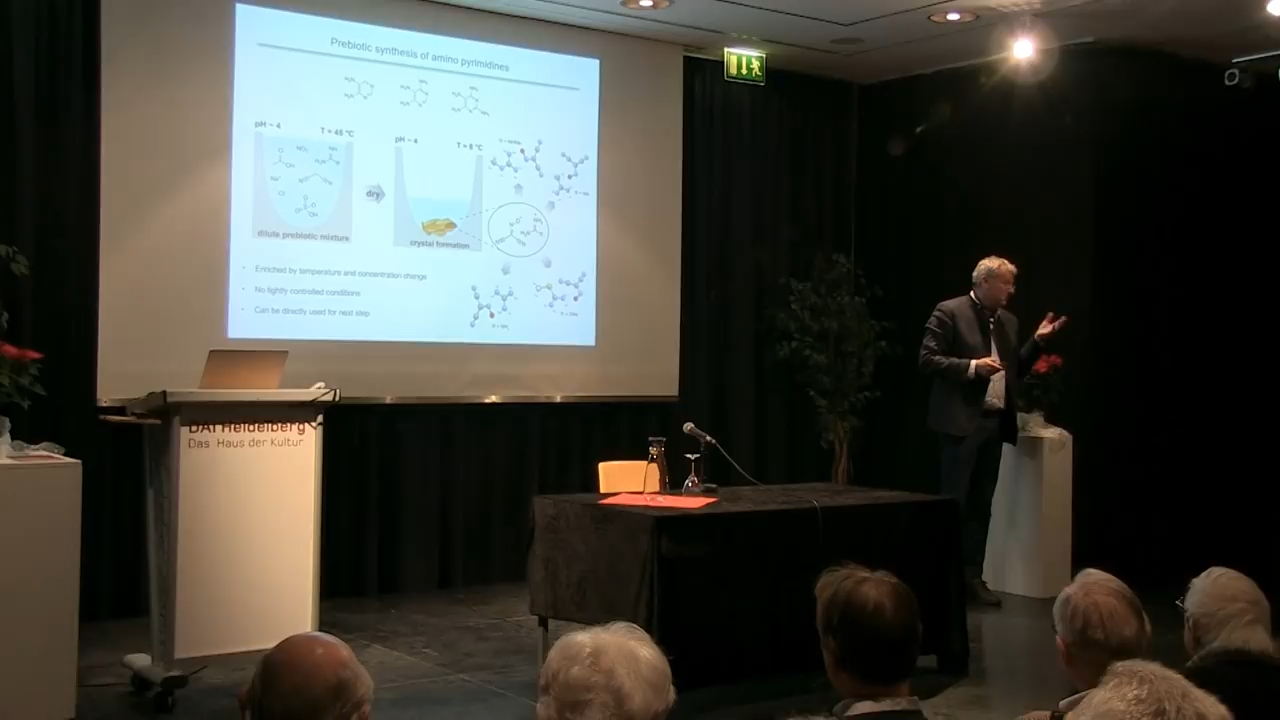 Prebiotic synthesis of amino pyrimidines
pH ~ 4
T = 45 °C
pH ~ 4
T = 8 °C
dry
dilute prebiotic mixture
crystal formation
• Enriched by temperature and concentration change
• No tightly controlled conditions
• Can be directly used for next step
DAI Heidelberg
Das Haus der Kultur